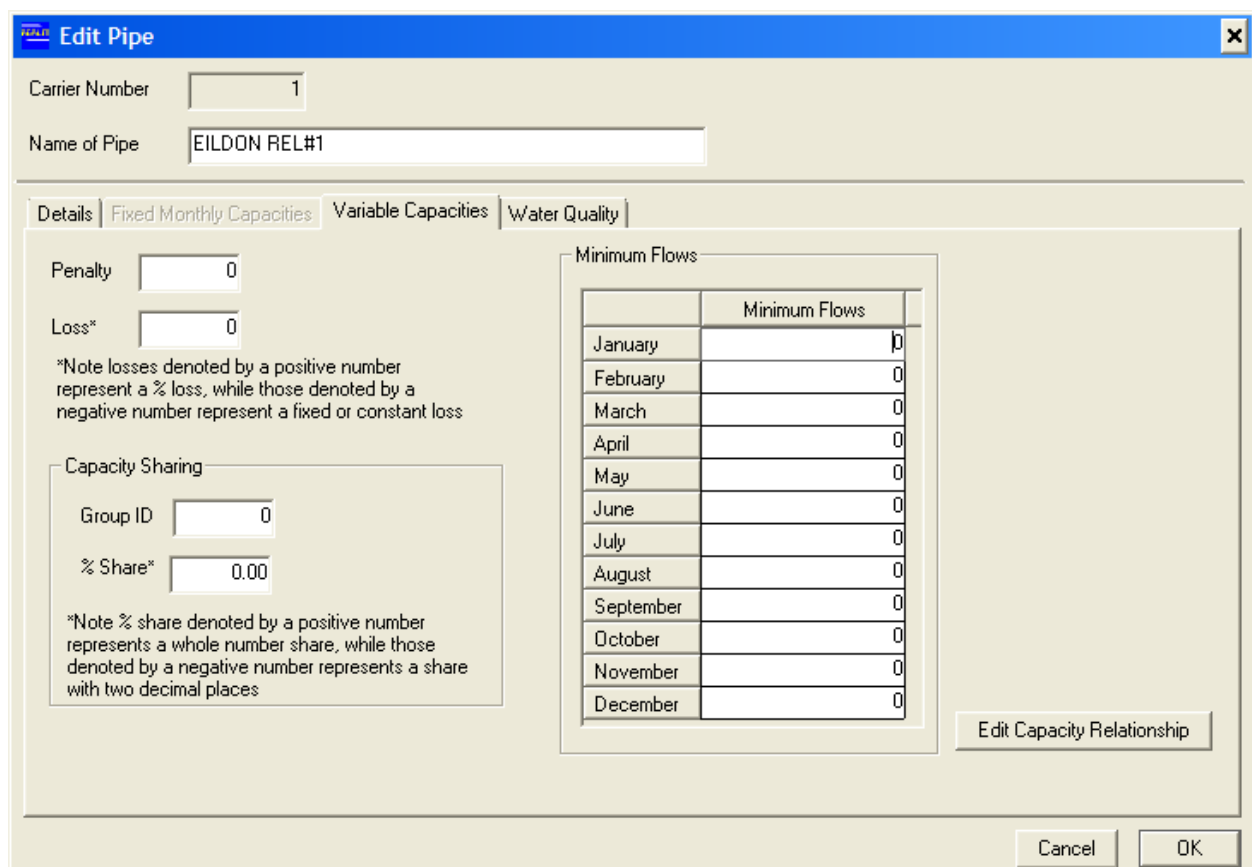 Edit Pipe
Carrier Number 1
Name of Pipe EILDON REL#1
Details Fixed Monthly Capacities Variable Capacities Water Quality
Penalty 0
Loss* 0
*Note losses denoted by a positive number
represent a % loss, while those denoted by a
negative number represent a fixed or constant loss
Capacity Sharing
Group ID 0
% Share* 0.00
*Note % share denoted by a positive number
represents a whole number share, while those
denoted by a negative number represents a share
with two decimal places
Minimum Flows
Minimum Flows
January 0
February 0
March 0
April 0
May 0
June 0
July 0
August 0
September 0
October 0
November 0
December 0
Edit Capacity Relationship
Cancel OK